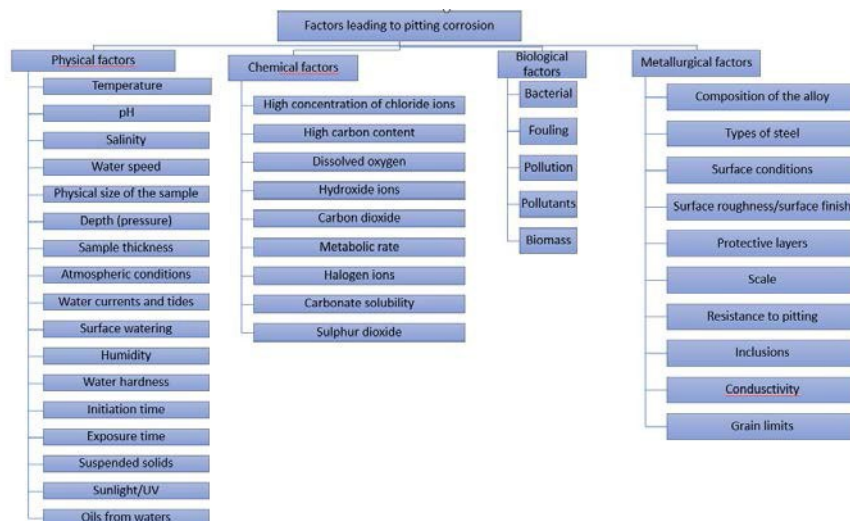 Factors leading to pitting corrosion
Physical factors
Temperature
pH
Salinity
Water speed
Physical size of the sample
Depth (pressure)
Sample thickness
Atmospheric conditions
Water currents and tides
Surface watering
Humidity
Water hardness
Initiation time
Exposure time
Suspended solids
Sunlight/UV
Oils from waters
Chemical factors
High concentration of chloride ions
High carbon content
Dissolved oxygen
Hydroxide ions
Carbon dioxide
Metabolic rate
Halogen ions
Carbonate solubility
Sulphur dioxide
Biological
factors
Bacterial
Fouling
Pollution
Pollutants
Biomass
Metallurgical factors
Composition of the alloy
Types of steel
Surface conditions
Surface roughness/surface finish
Protective layers
Scale
Resistance to pitting
Inclusions
Condusctivity
Grain limits